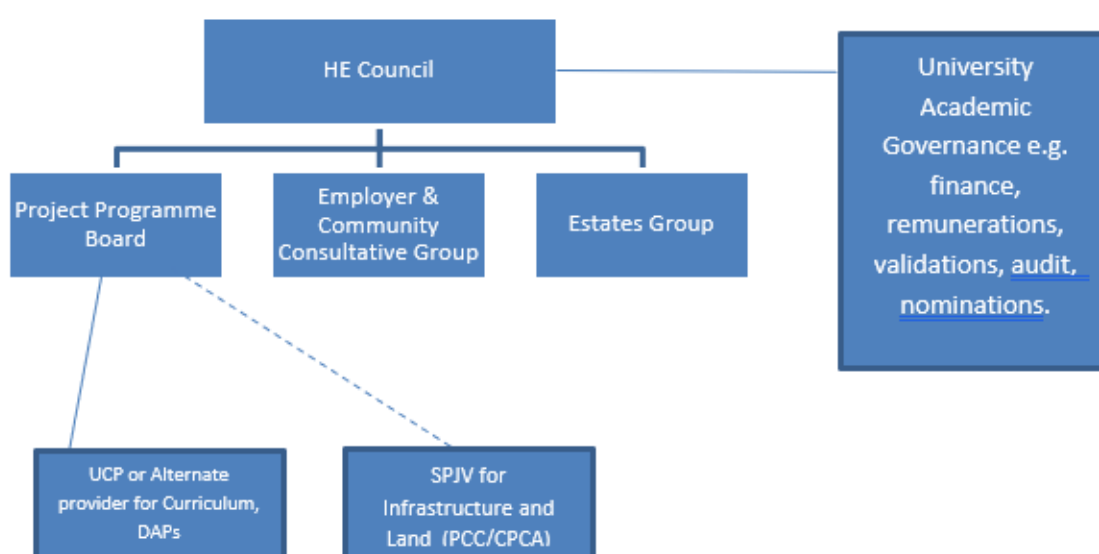 HE Council
University
Academic
Governance e.g.
finance,
remunerations,
validations, audit,
nominations.
Project Programme
Board
Employer &
Community
Consultative Group
Estates Group
UCP or Alternate
provider for Curriculum,
DAPs
SPJV for
Infrastructure and
Land (PCC/CPCA)